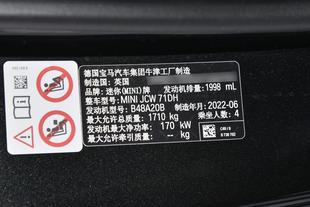 德国宝马汽车集团牛津工厂制造
制造国：英国
品牌：迷你(MINI)牌 发动机排量：1998 mL
整车型号：MINI JCW 71DH
发动机型号：B48A20B 制造年月：2022-06
最大允许总质量：1710 kg 乘坐人数：4
发动机最大净功率：170 kW
最大允许牵引质量：-- kg